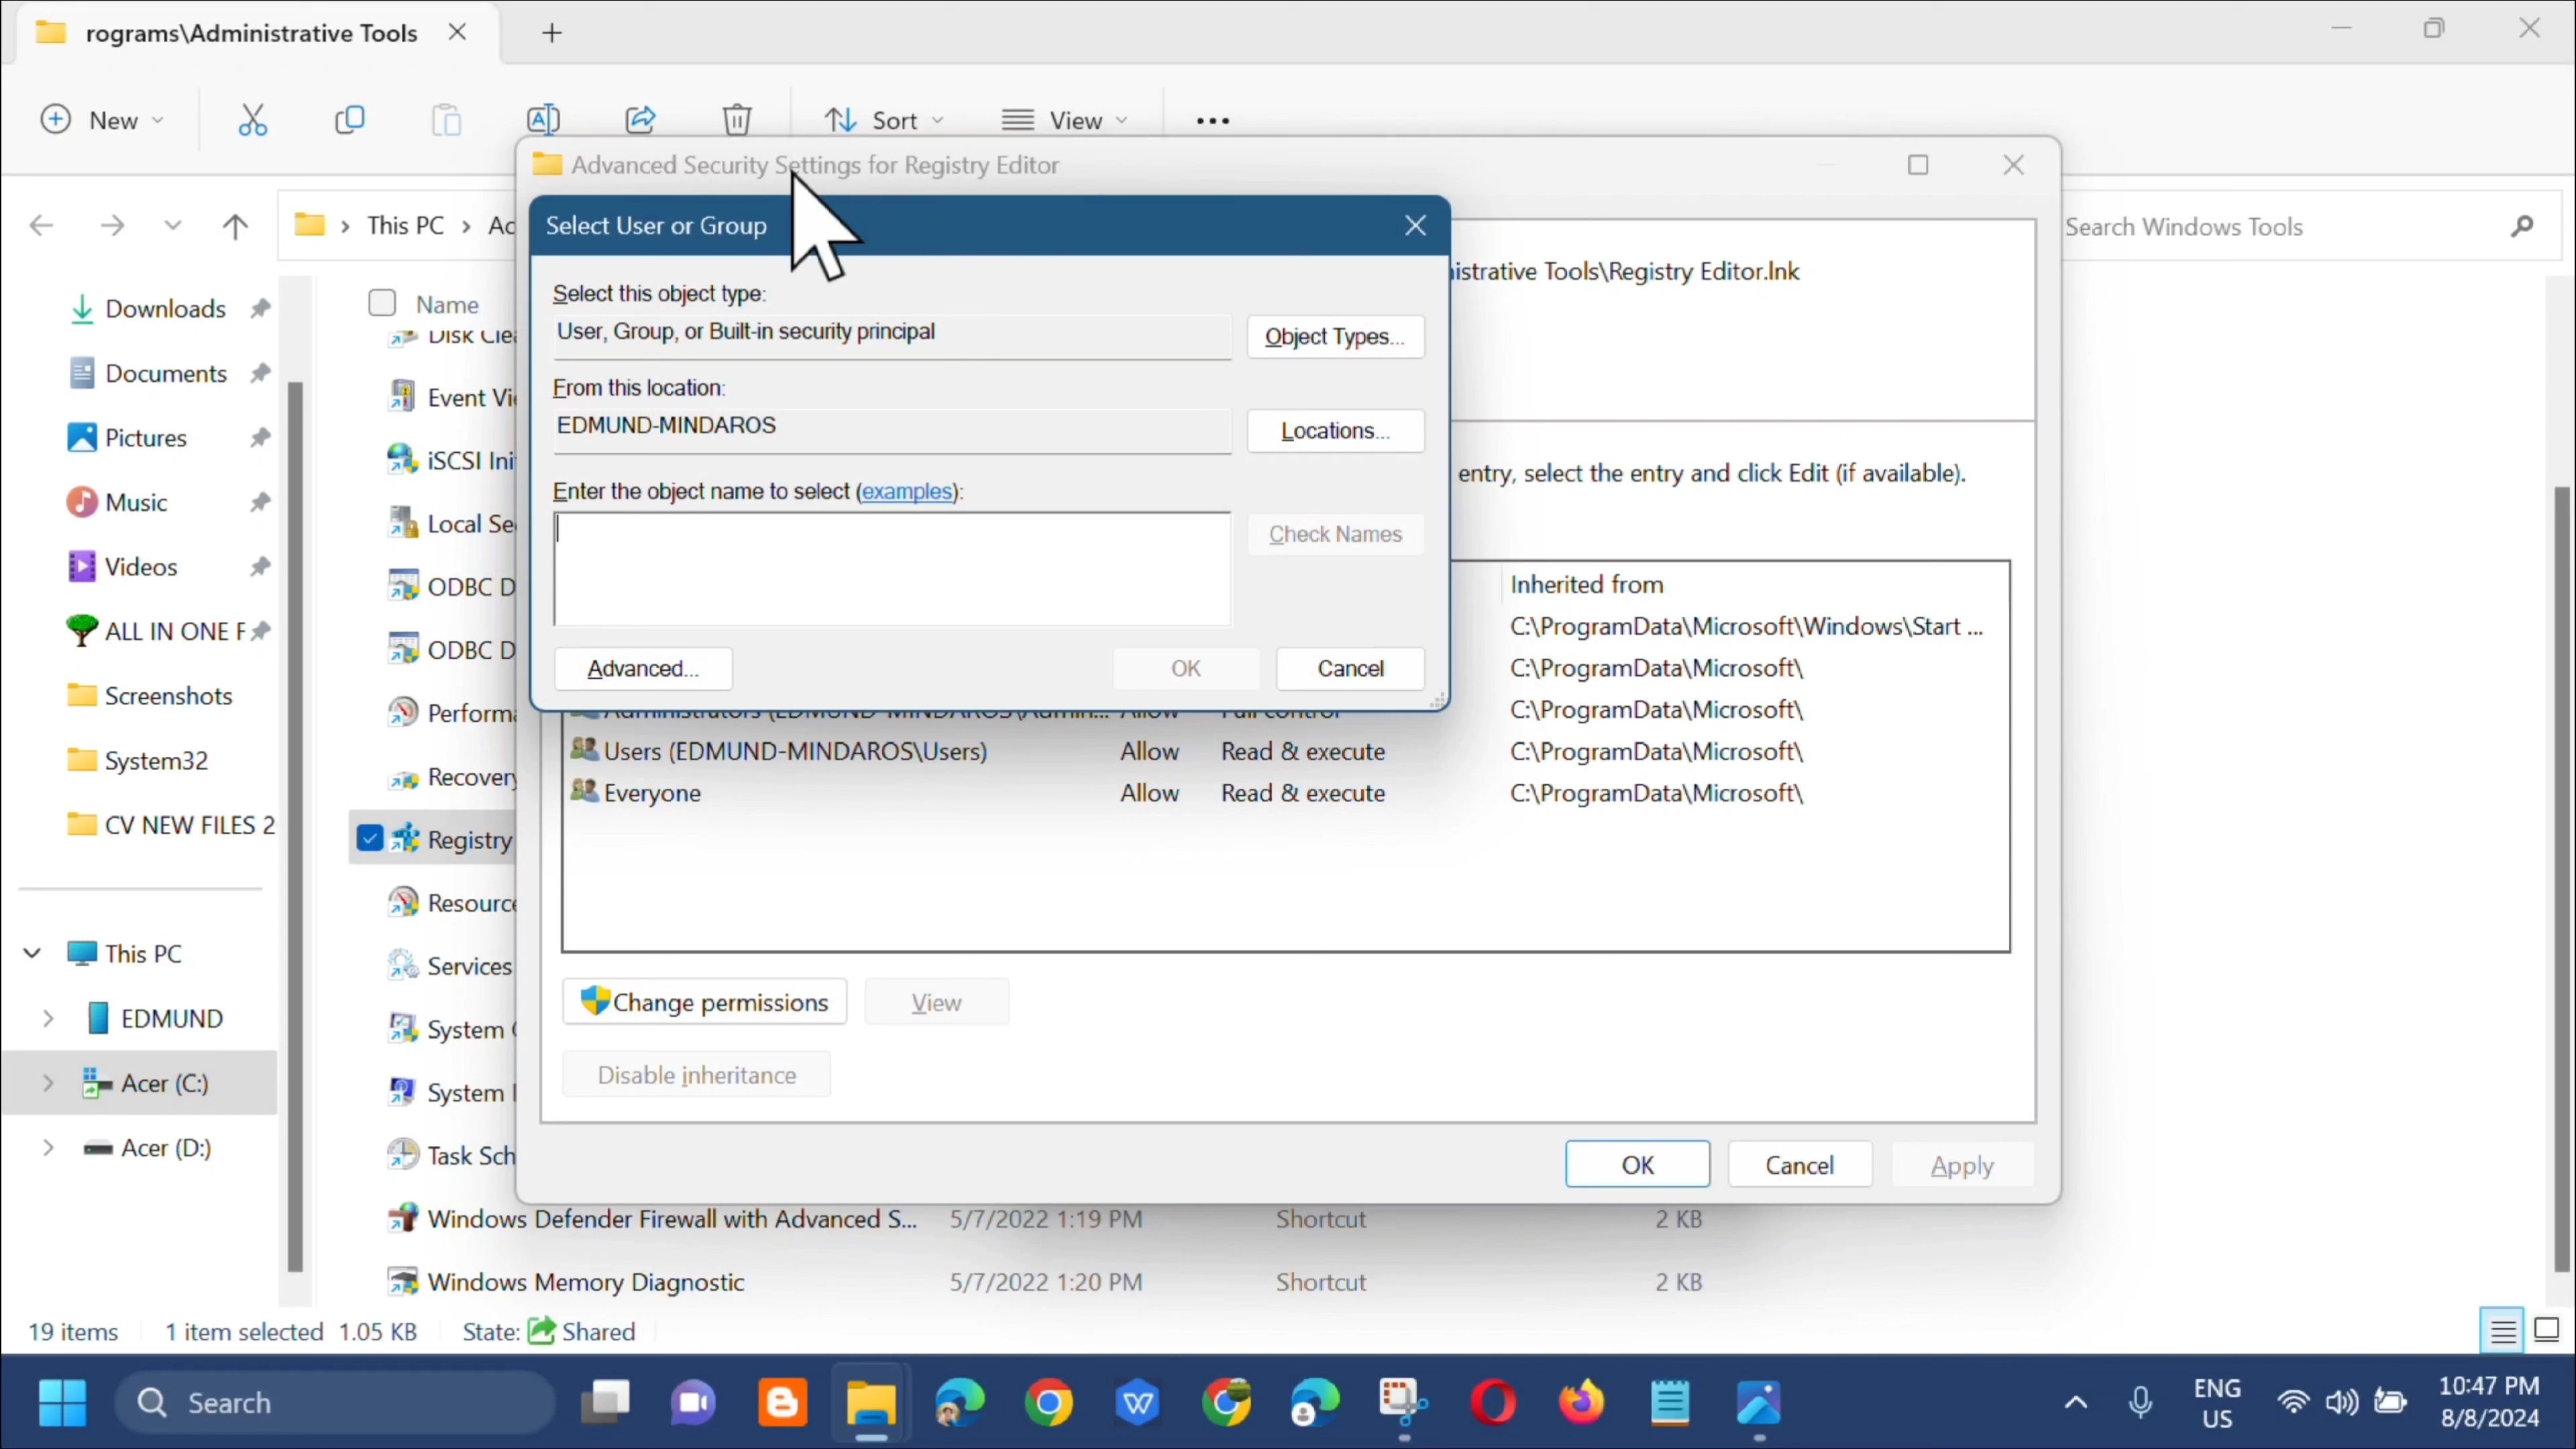 rograms\Administrative Tools
New
Sort
View
Advanced Security Settings for Registry Editor
This PC
Ac
Search Windows Tools
Select User or Group
istrative Tools\Registry Editor.lnk
Select this object type:
User, Group, or Built-in security principal
Object Types...
From this location:
EDMUND-MINDAROS
Locations...
Enter the object name to select (examples):
Check Names
Advanced...
OK
Cancel
entry, select the entry and click Edit (if available).
Inherited from
C:\ProgramData\Microsoft\Windows\Start ...
C:\ProgramData\Microsoft\
C:\ProgramData\Microsoft\
Users (EDMUND-MINDAROS\Users) Allow Read & execute C:\ProgramData\Microsoft\
Everyone Allow Read & execute C:\ProgramData\Microsoft\
Change permissions
View
Disable inheritance
OK
Cancel
Apply
Downloads
Documents
Pictures
Music
Videos
ALL IN ONE F
Screenshots
System32
CV NEW FILES 2
This PC
EDMUND
Acer (C:)
Acer (D:)
Name
Disk Cle
Event Vi
iSCSI Ini
Local Se
ODBC D
ODBC D
Performa
Recovery
Registry
Resource
Services
System
System
Task Sch
Windows Defender Firewall with Advanced S... 5/7/2022 1:19 PM Shortcut 2 KB
Windows Memory Diagnostic 5/7/2022 1:20 PM Shortcut 2 KB
19 items 1 item selected 1.05 KB State: Shared
Search
ENG
US
10:47 PM
8/8/2024